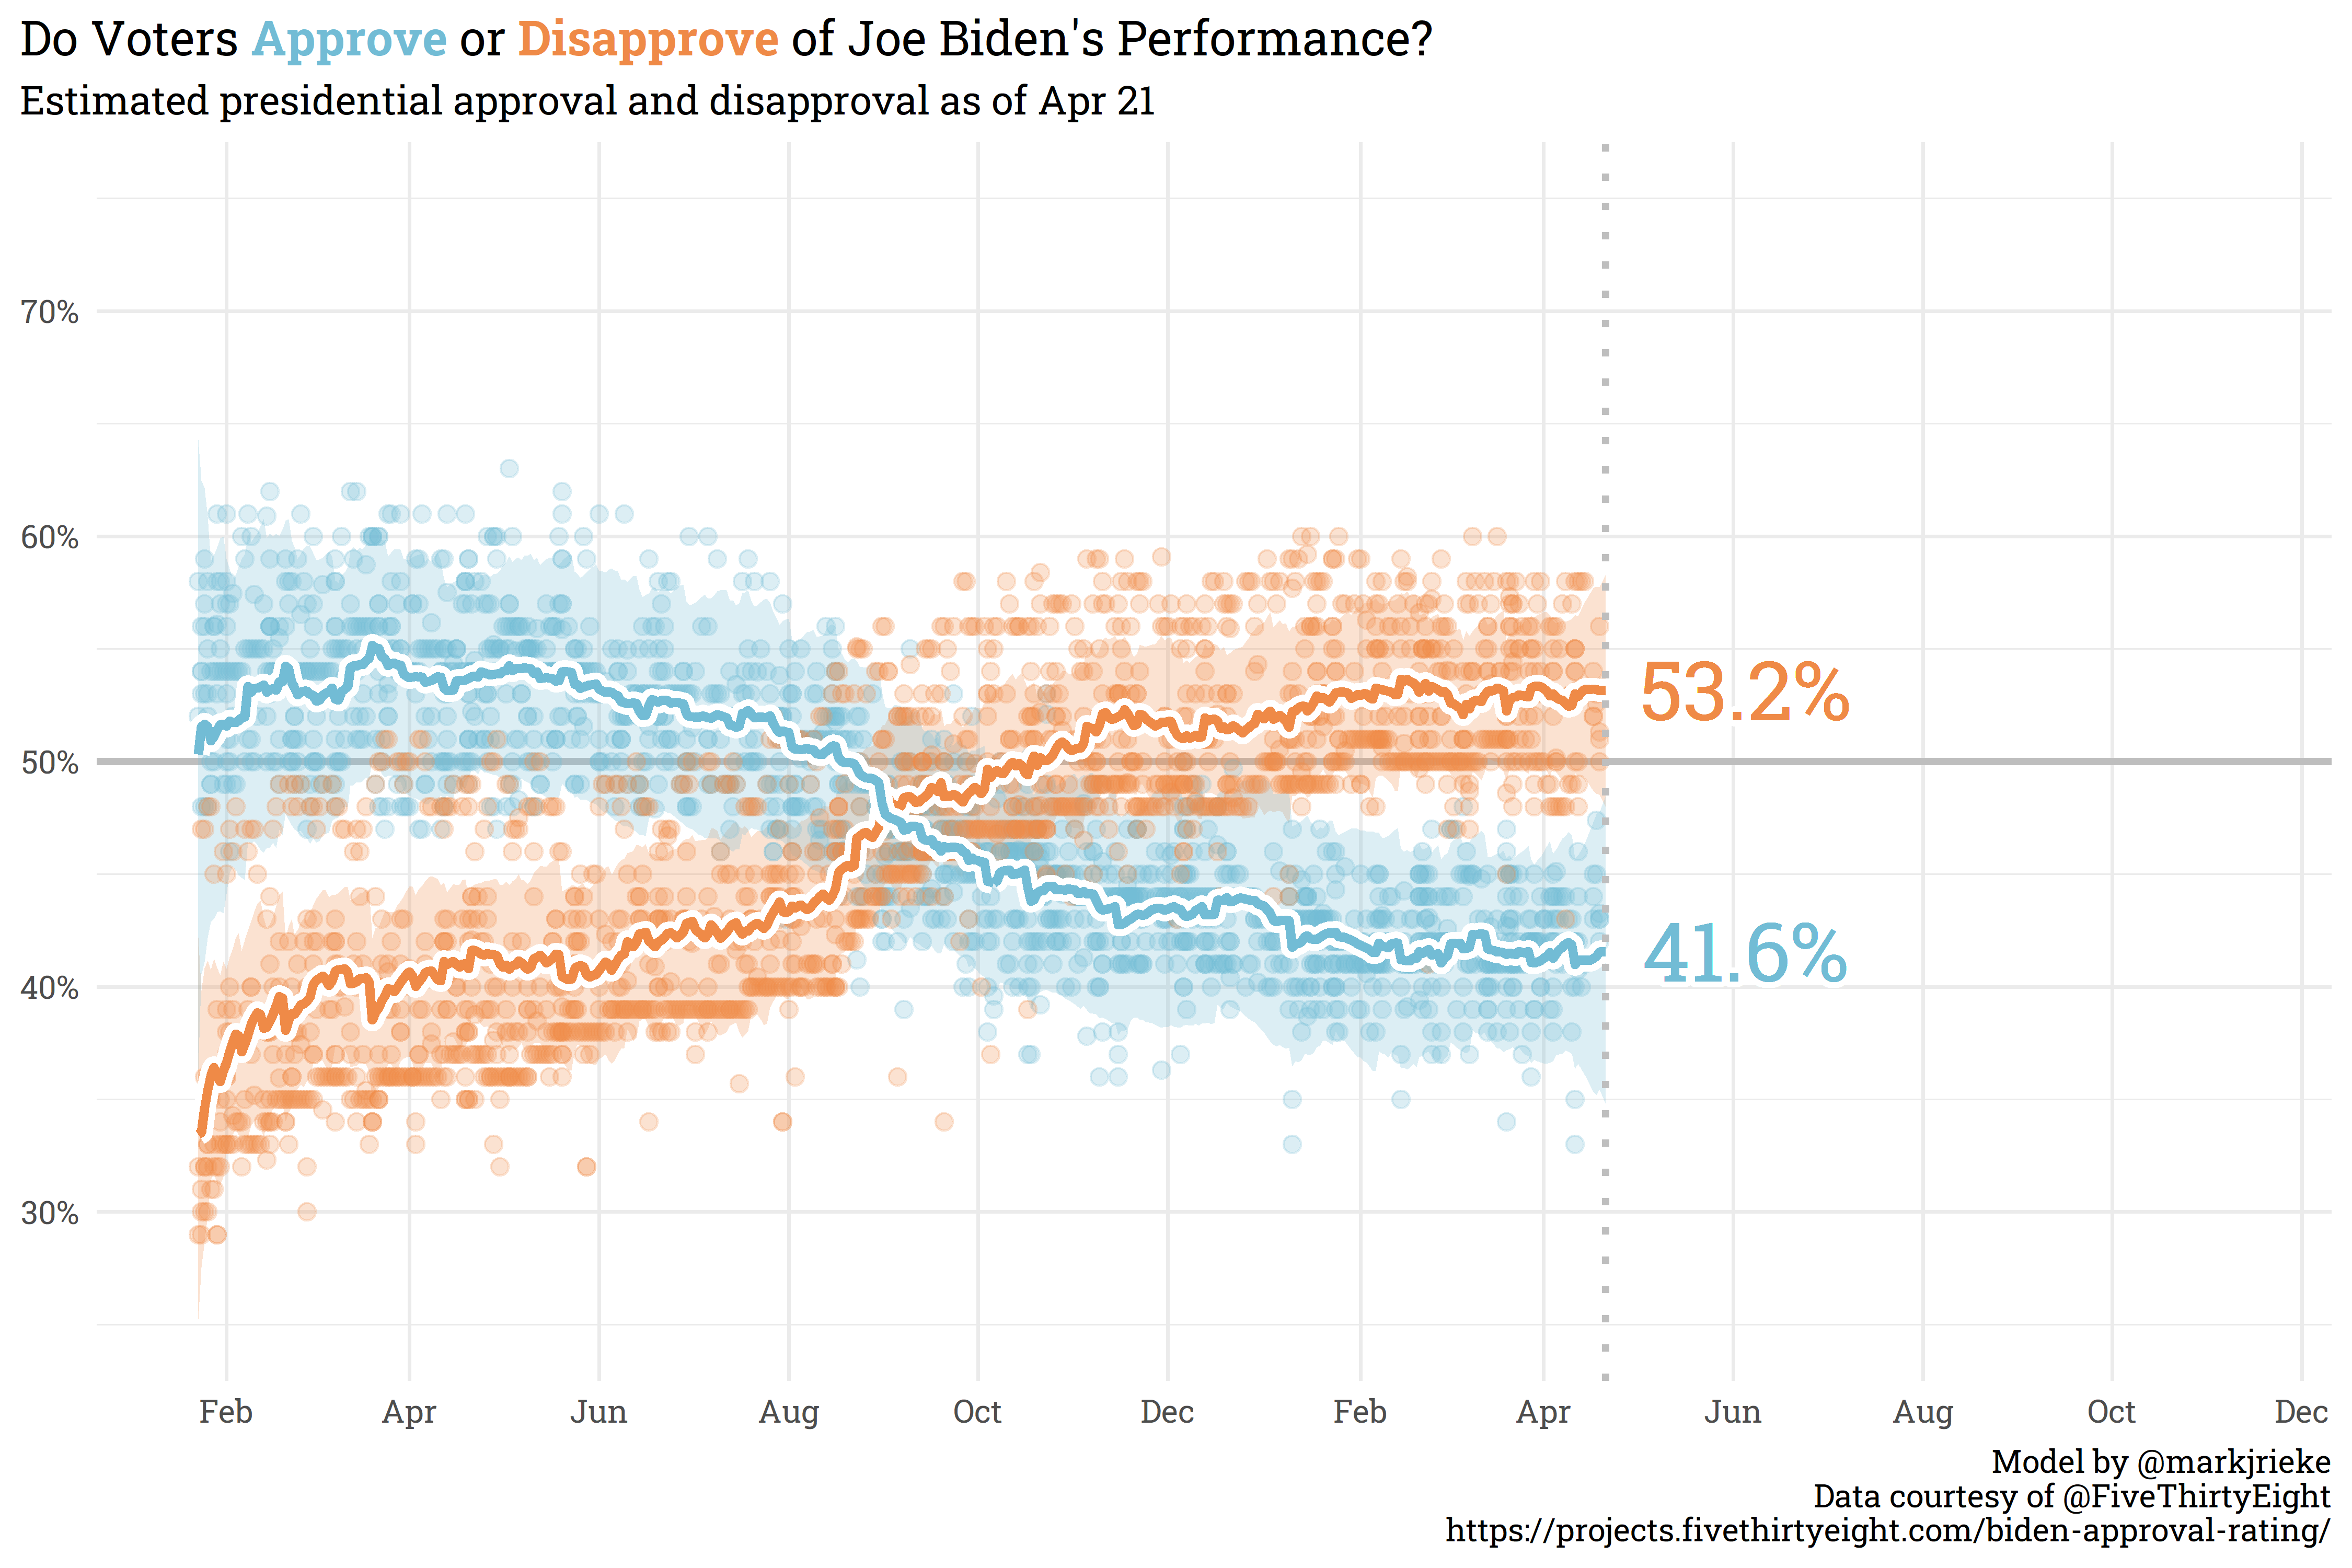 Do Voters Approve or Disapprove of Joe Biden's Performance?
Estimated presidential approval and disapproval as of Apr 21
70%
60%
53.2%
50%
41.6%
40%
30%
Feb Apr Jun Aug Oct Dec Feb Apr Jun Aug Oct Dec
Model by @markjrieke
Data courtesy of @FiveThirtyEight
https://projects.fivethirtyeight.com/biden-approval-rating/